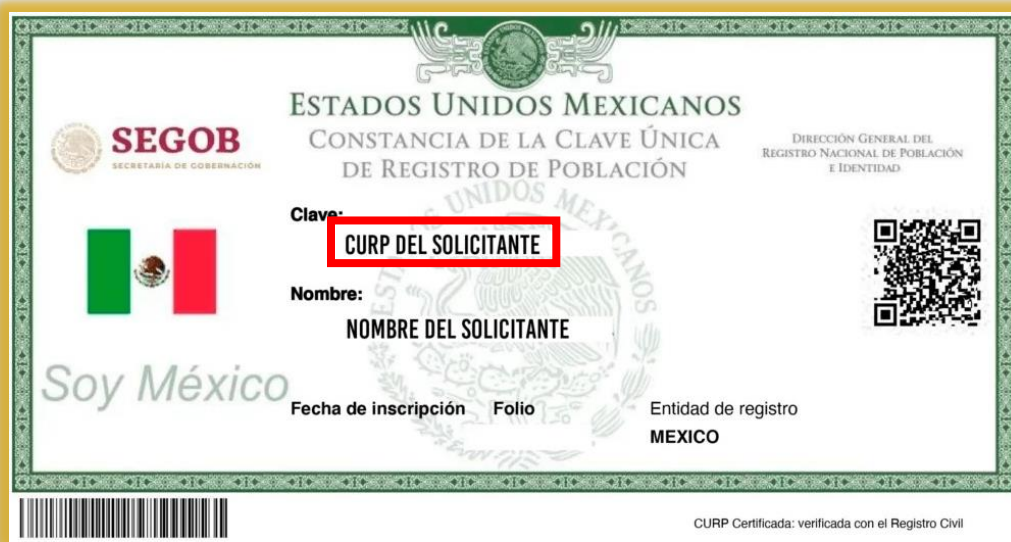 ESTADOS UNIDOS MEXICANOS
CONSTANCIA DE LA CLAVE ÚNICA
DE REGISTRO DE POBLACIÓN
SEGOB
SECRETARÍA DE GOBERNACIÓN
DIRECCIÓN GENERAL DEL
REGISTRO NACIONAL DE POBLACIÓN
E IDENTIDAD
Clave:
CURP DEL SOLICITANTE
Nombre:
NOMBRE DEL SOLICITANTE
Soy México
Fecha de inscripción Folio Entidad de registro
MEXICO
CURP Certificada: verificada con el Registro Civil